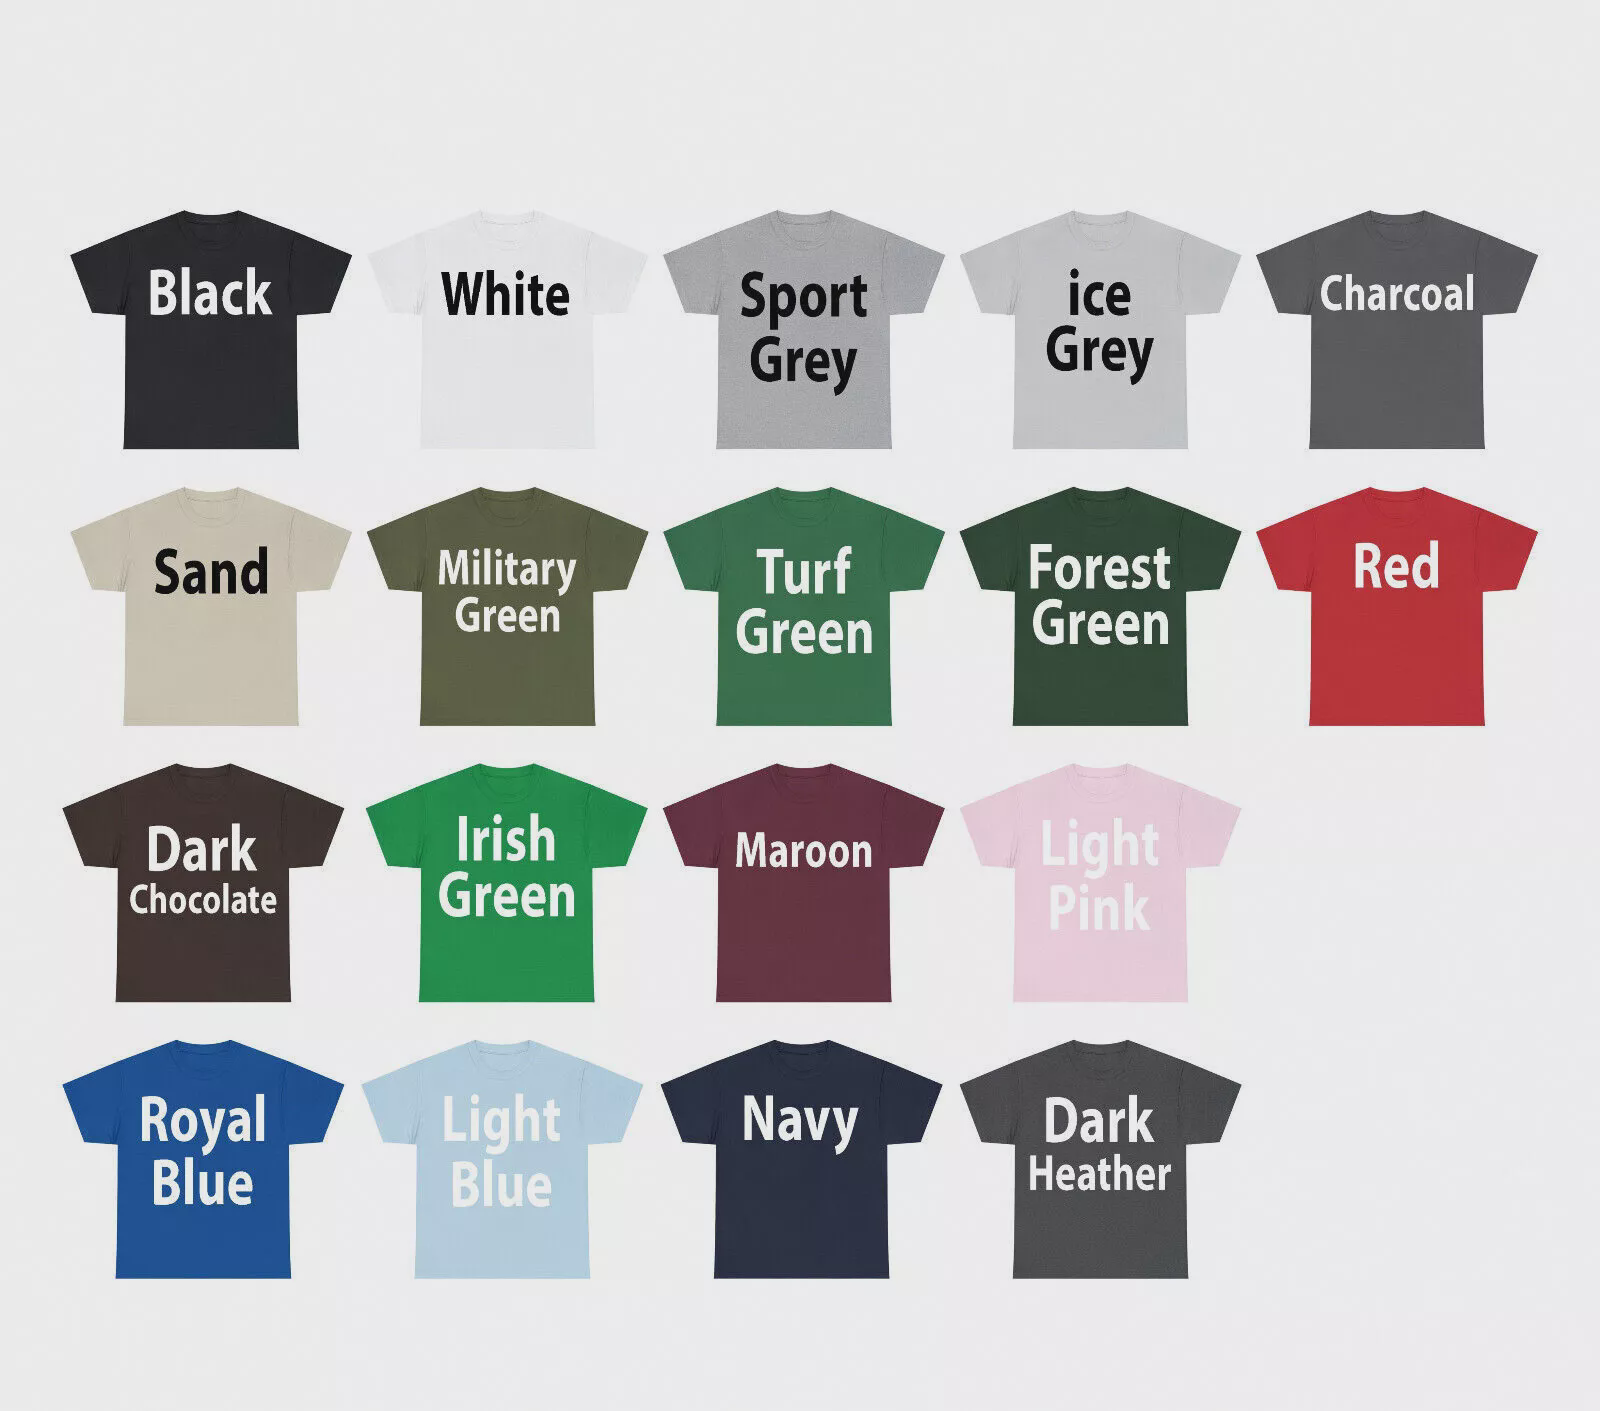 Black
White
Sport
Grey
ice
Grey
Charcoal
Sand
Military
Green
Turf
Green
Forest
Green
Red
Dark
Chocolate
Irish
Green
Maroon
Light
Pink
Royal
Blue
Light
Blue
Navy
Dark
Heather